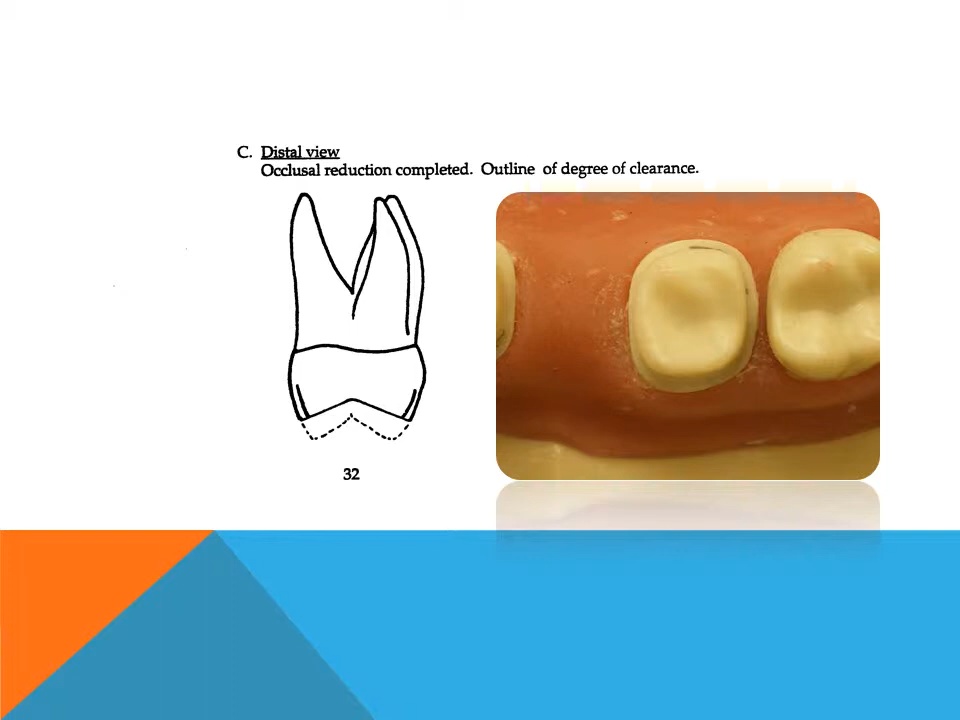 C. Distal view
Occlusal reduction completed. Outline of degree of clearance.
32